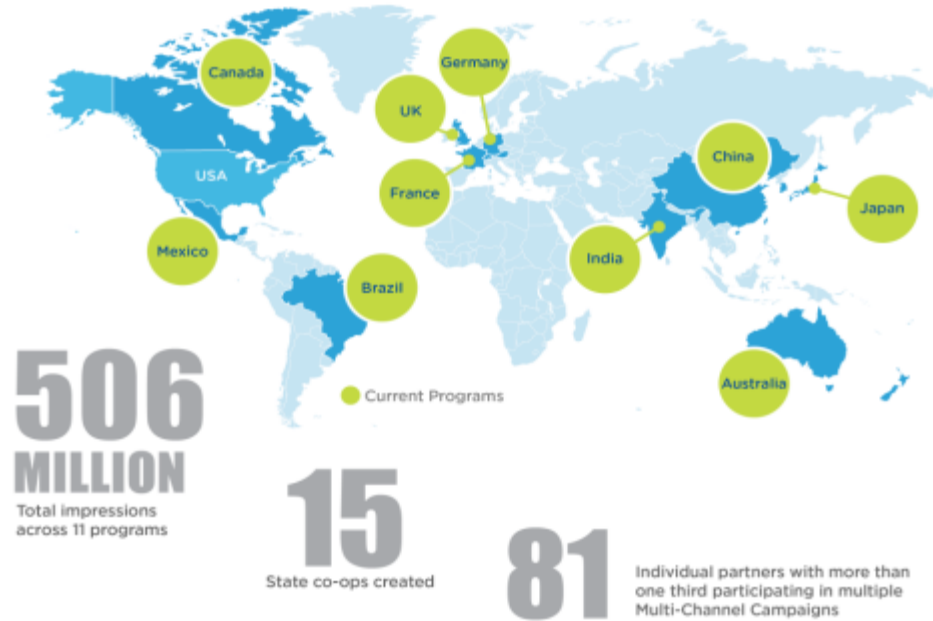 Canada
Germany
UK
USA
China
France
Japan
Mexico
India
Brazil
Australia
Current Programs
506
MILLION
Total impressions
across 11 programs
15
State co-ops created
81
Individual partners with more than
one third participating in multiple
Multi-Channel Campaigns